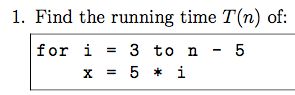 1. Find the running time T(n) of:
for i = 3 to n - 5
x = 5 * i